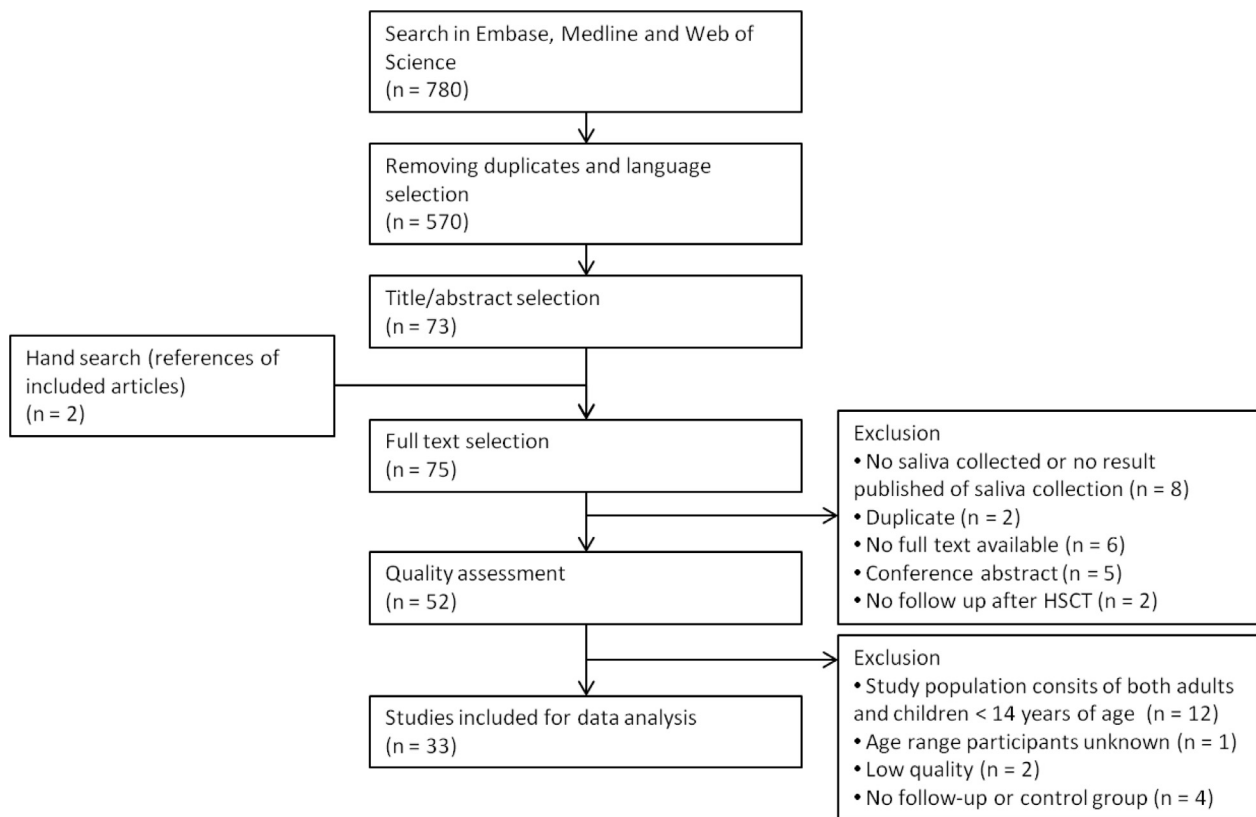 Search in Embase, Medline and Web of
Science
(n = 780)
Removing duplicates and language
selection
(n = 570)
Title/abstract selection
(n = 73)
Hand search (references of
included articles)
(n = 2)
Full text selection
(n = 75)
Exclusion
• No saliva collected or no result
published of saliva collection (n = 8)
• Duplicate (n = 2)
• No full text available (n = 6)
• Conference abstract (n = 5)
• No follow up after HSCT (n = 2)
Quality assessment
(n = 52)
Exclusion
• Study population consits of both adults
and children < 14 years of age (n = 12)
• Age range participants unknown (n = 1)
• Low quality (n = 2)
• No follow-up or control group (n = 4)
Studies included for data analysis
(n = 33)